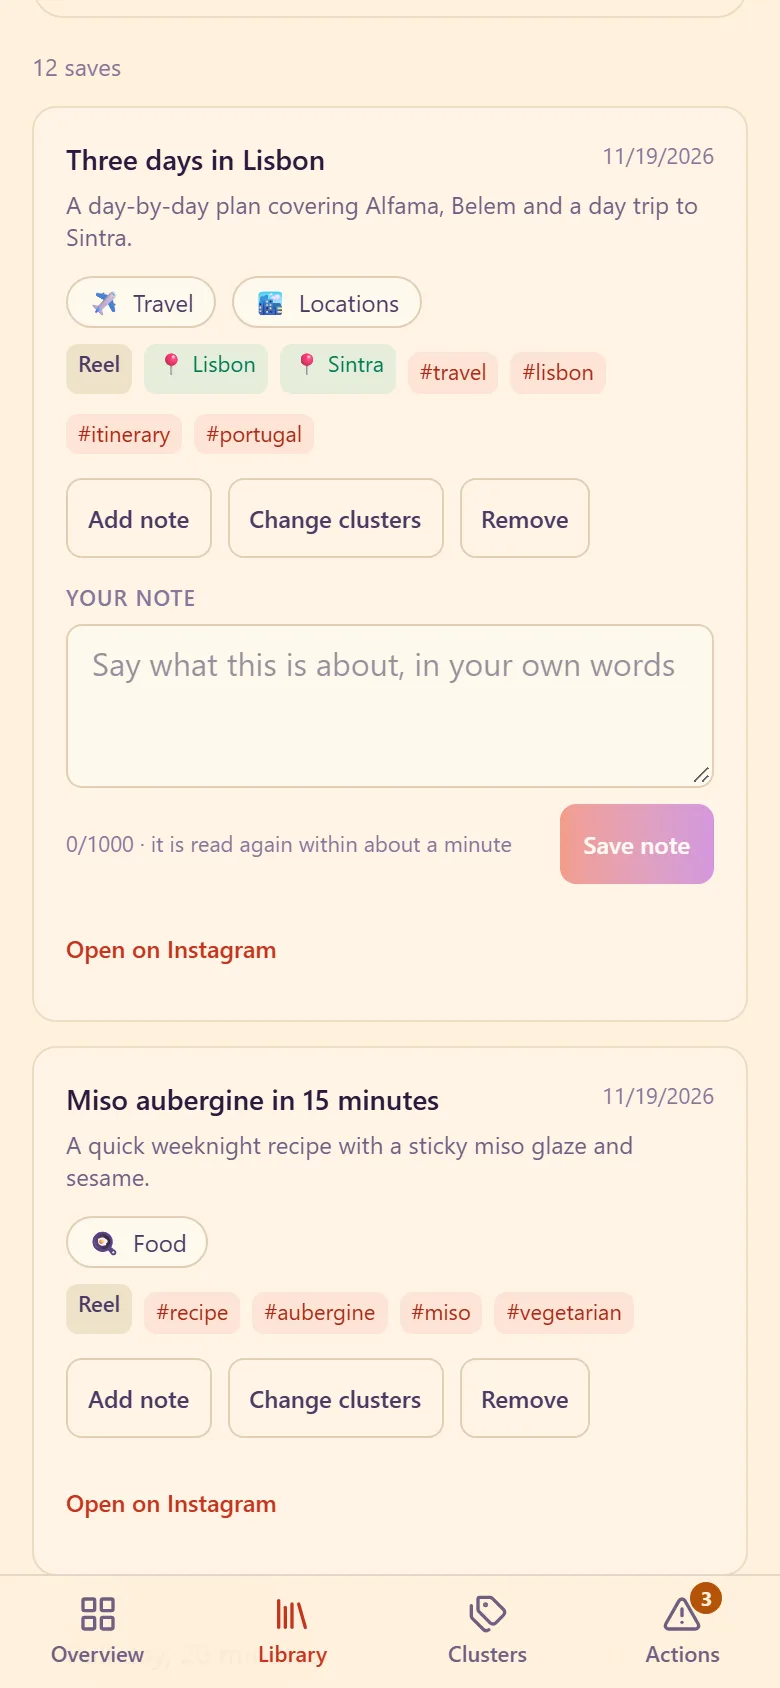 12 saves
Three days in Lisbon 11/19/2026
A day-by-day plan covering Alfama, Belem and a day trip to
Sintra.
Travel Locations
Reel Lisbon Sintra #travel #lisbon
#itinerary #portugal
Add note Change clusters Remove
YOUR NOTE
Say what this is about, in your own words
0/1000 · it is read again within about a minute Save note
Open on Instagram
Miso aubergine in 15 minutes 11/19/2026
A quick weeknight recipe with a sticky miso glaze and
sesame.
Food
Reel #recipe #aubergine #miso #vegetarian
Add note Change clusters Remove
Open on Instagram
3
Overview Library Clusters Actions